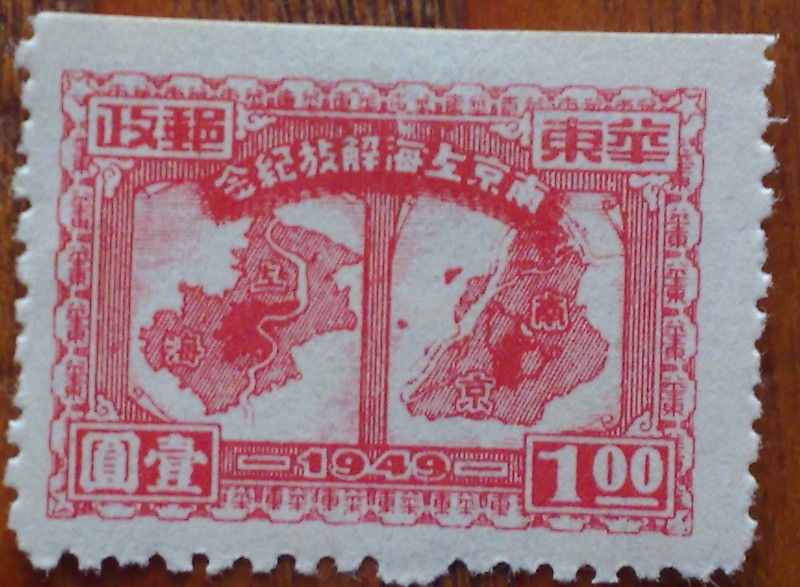 華東
郵政
南京上海解放紀念
上海
南京
壹圓
1949
1.00